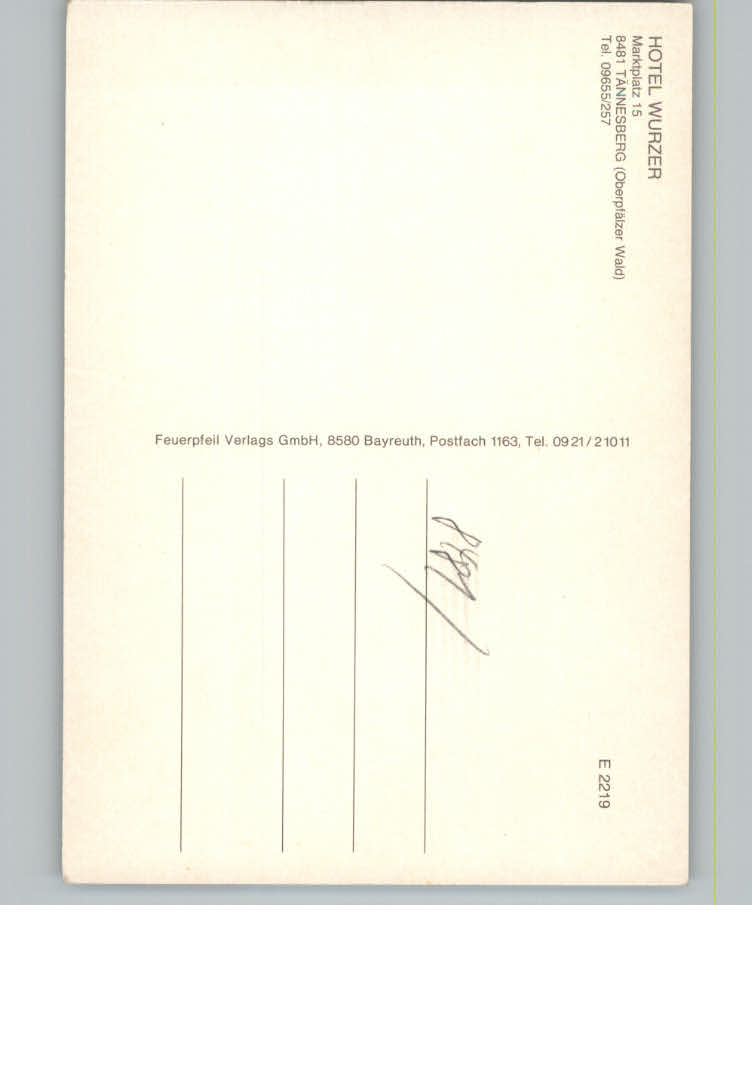 HOTEL WURZER
Marktplatz 15
8481 TÄNNESBERG (Oberpfälzer Wald)
Tel. 09655/257
Feuerpfeil Verlags GmbH, 8580 Bayreuth, Postfach 1163, Tel. 0921/21011
8481
E 2219